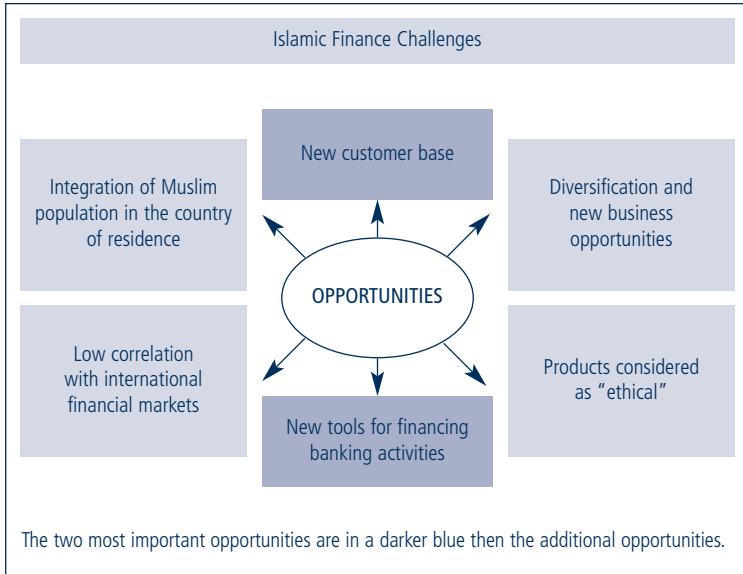 Islamic Finance Challenges
New customer base
Integration of Muslim
population in the country
of residence
Diversification and
new business
opportunities
OPPORTUNITIES
Low correlation
with international
financial markets
Products considered
as “ethical”
New tools for financing
banking activities
The two most important opportunities are in a darker blue then the additional opportunities.